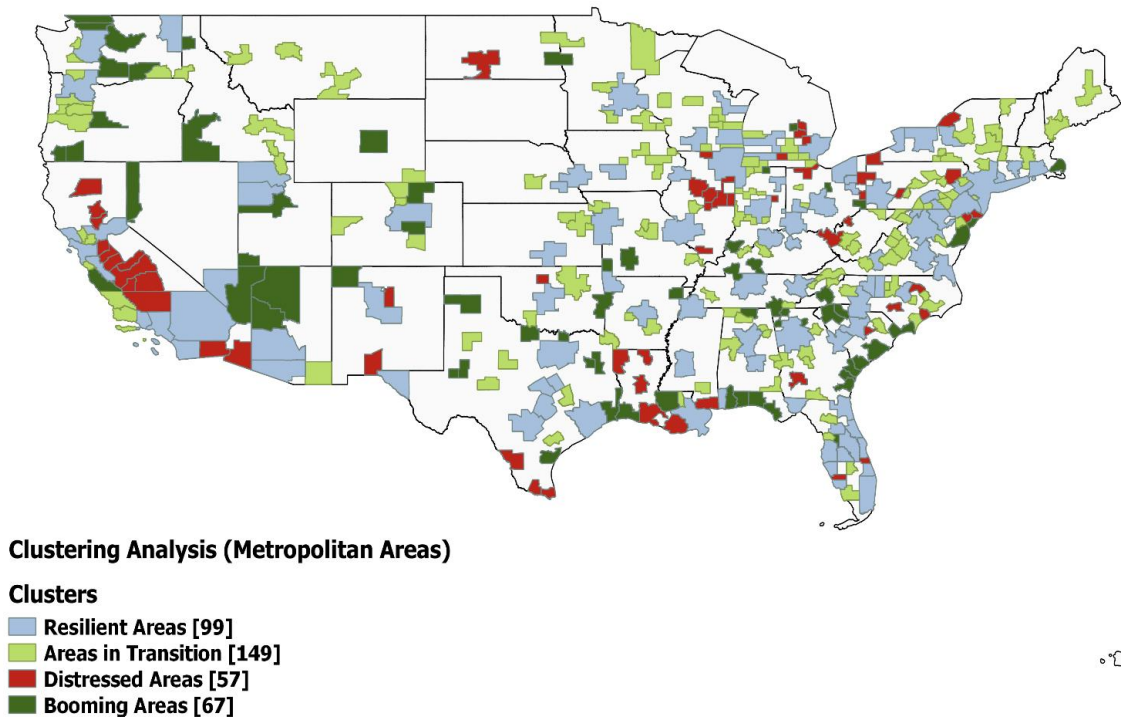 Clustering Analysis (Metropolitan Areas)
Clusters
Resilient Areas [99]
Areas in Transition [149]
Distressed Areas [57]
Booming Areas [67]